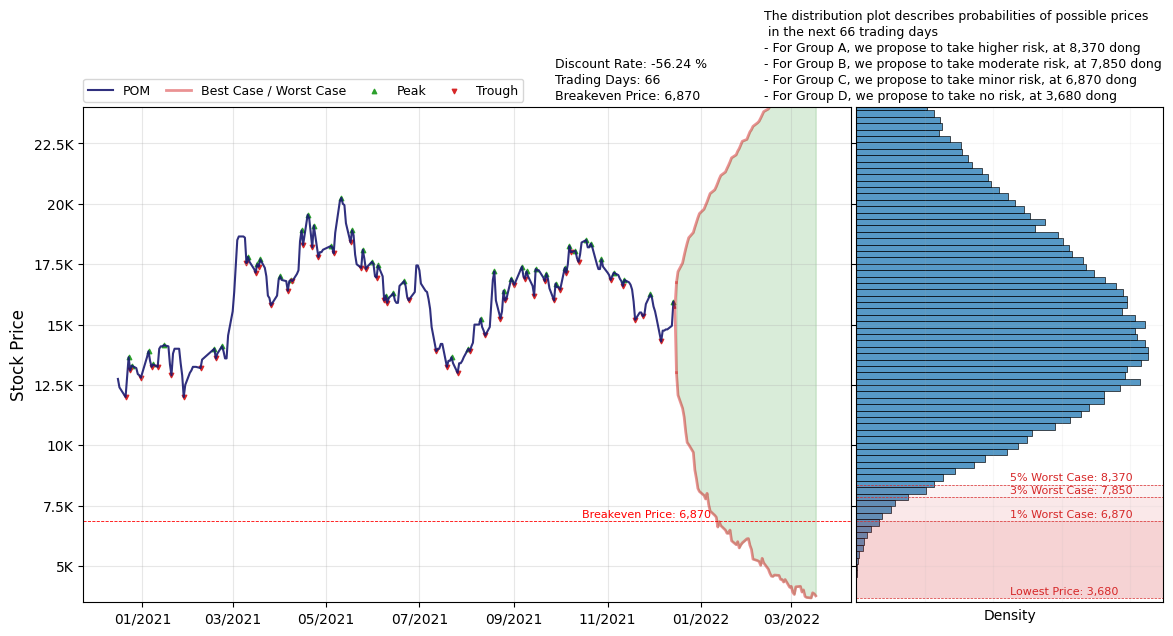 The distribution plot describes probabilities of possible prices
in the next 66 trading days
- For Group A, we propose to take higher risk, at 8,370 dong
- For Group B, we propose to take moderate risk, at 7,850 dong
- For Group C, we propose to take minor risk, at 6,870 dong
- For Group D, we propose to take no risk, at 3,680 dong
Discount Rate: -56.24 %
Trading Days: 66
Breakeven Price: 6,870
POM
Best Case / Worst Case
Peak
Trough
Stock Price
22.5K
20K
17.5K
15K
12.5K
10K
7.5K
5K
Breakeven Price: 6,870
01/2021
03/2021
05/2021
07/2021
09/2021
11/2021
01/2022
03/2022
5% Worst Case: 8,370
3% Worst Case: 7,850
1% Worst Case: 6,870
Lowest Price: 3,680
Density